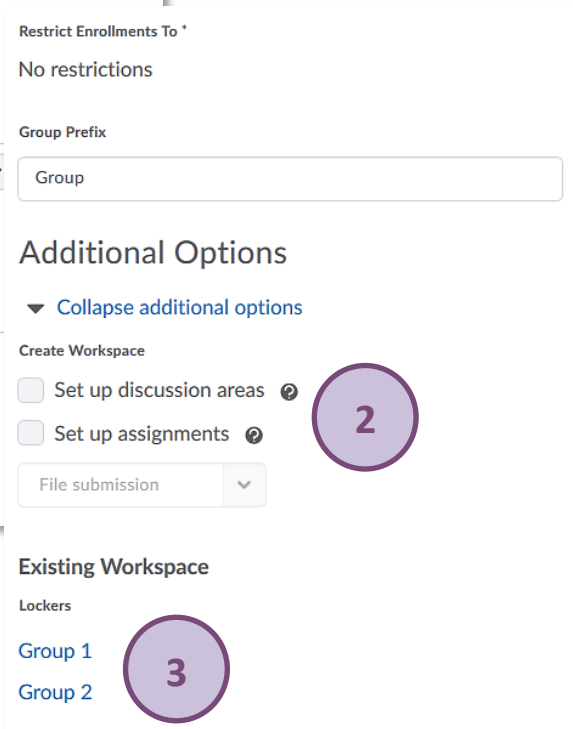 Restrict Enrollments To *
No restrictions
Group Prefix
Group
Additional Options
Collapse additional options
Create Workspace
Set up discussion areas ?
Set up assignments ?
2
File submission
Existing Workspace
Lockers
Group 1
3
Group 2